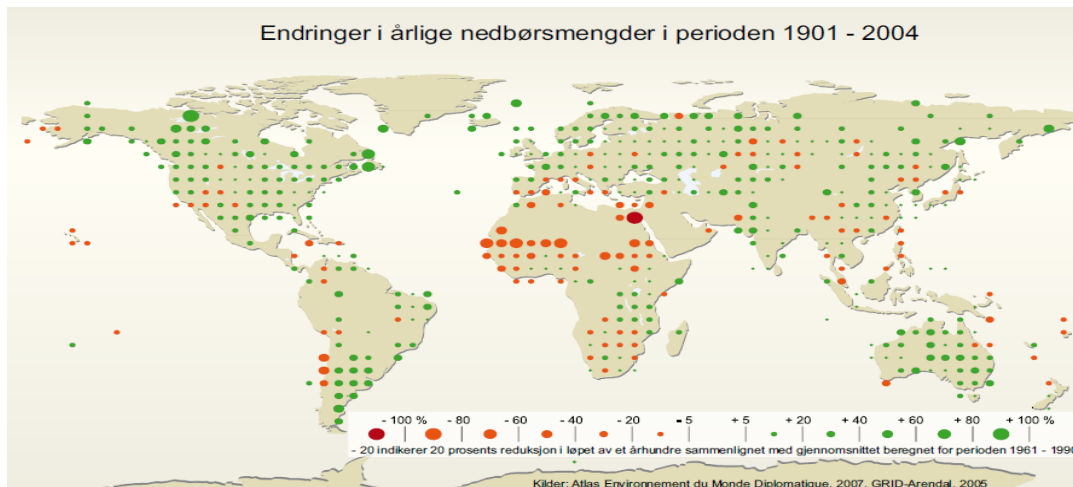 Endringer i årlige nedbørsmengder i perioden 1901 - 2004
- 100 % - 80 - 60 - 40 - 20 - 5 + 5 + 20 + 40 + 60 + 80 + 100 %
- 20 indikerer 20 prosents reduksjon i løpet av et århundre sammenlignet med gjennomsnittet beregnet for perioden 1961 - 1990
Kilder: Atlas Environnement du Monde Diplomatique, 2007, GRID-Arendal, 2005